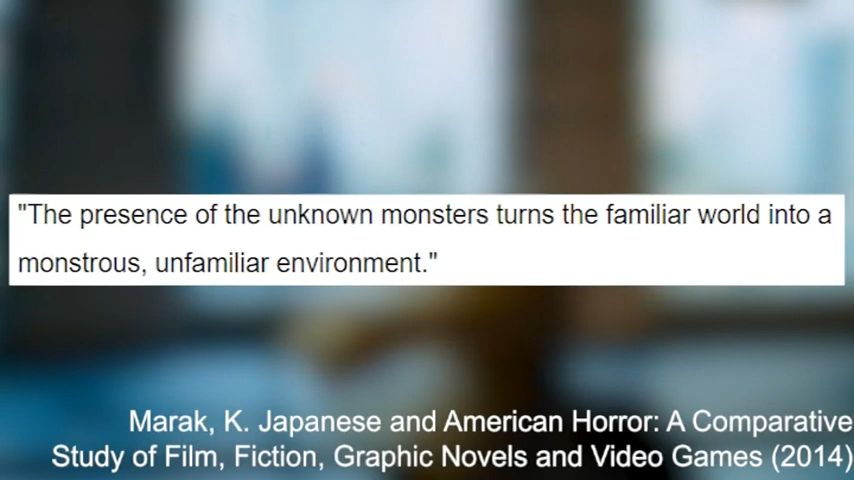 "The presence of the unknown monsters turns the familiar world into a
monstrous, unfamiliar environment."
Marak, K. Japanese and American Horror: A Comparative
Study of Film, Fiction, Graphic Novels and Video Games (2014)